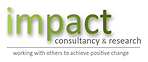 impact
consultancy & research
working with others to achieve positive change